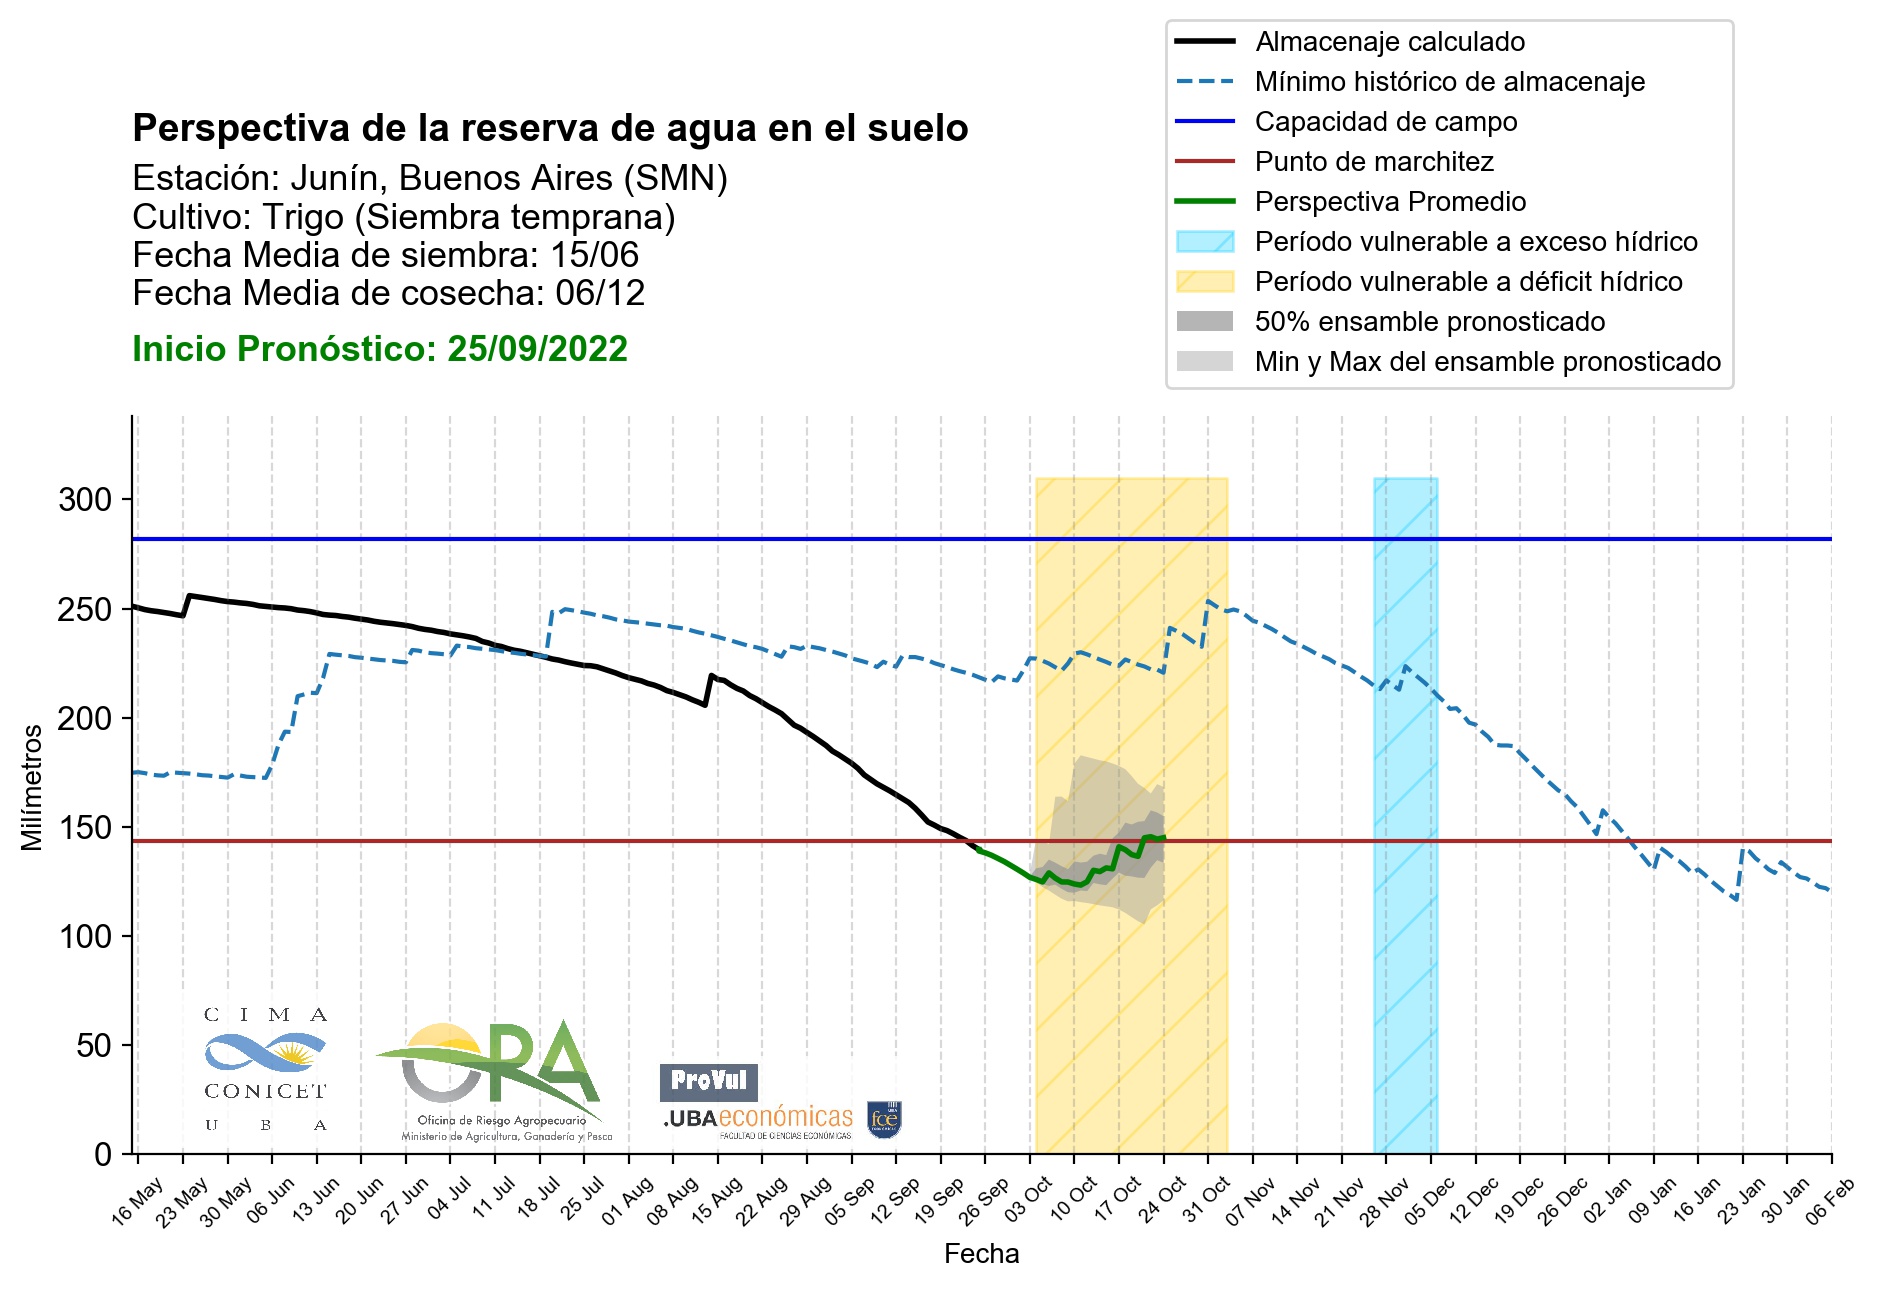 Almacenaje calculado
Mínimo histórico de almacenaje
Capacidad de campo
Punto de marchitez
Perspectiva Promedio
Período vulnerable a exceso hídrico
Período vulnerable a déficit hídrico
50% ensamble pronosticado
Min y Max del ensamble pronosticado
Perspectiva de la reserva de agua en el suelo
Estación: Junín, Buenos Aires (SMN)
Cultivo: Trigo (Siembra temprana)
Fecha Media de siembra: 15/06
Fecha Media de cosecha: 06/12
Inicio Pronóstico: 25/09/2022
300
250
200
150
100
50
0
Milímetros
CIMA
CONICET
UBA
ORA
Oficina de Riesgo Agropecuario
Ministerio de Agricultura, Ganadería y Pesca
ProVul
.UBAeconómicas
FACULTAD DE CIENCIAS ECONÓMICAS
fce
16 May
23 May
30 May
06 Jun
13 Jun
20 Jun
27 Jun
04 Jul
11 Jul
18 Jul
25 Jul
01 Aug
08 Aug
15 Aug
22 Aug
29 Aug
05 Sep
12 Sep
19 Sep
26 Sep
03 Oct
10 Oct
17 Oct
24 Oct
31 Oct
07 Nov
14 Nov
21 Nov
28 Nov
05 Dec
12 Dec
19 Dec
26 Dec
02 Jan
09 Jan
16 Jan
23 Jan
30 Jan
06 Feb
Fecha